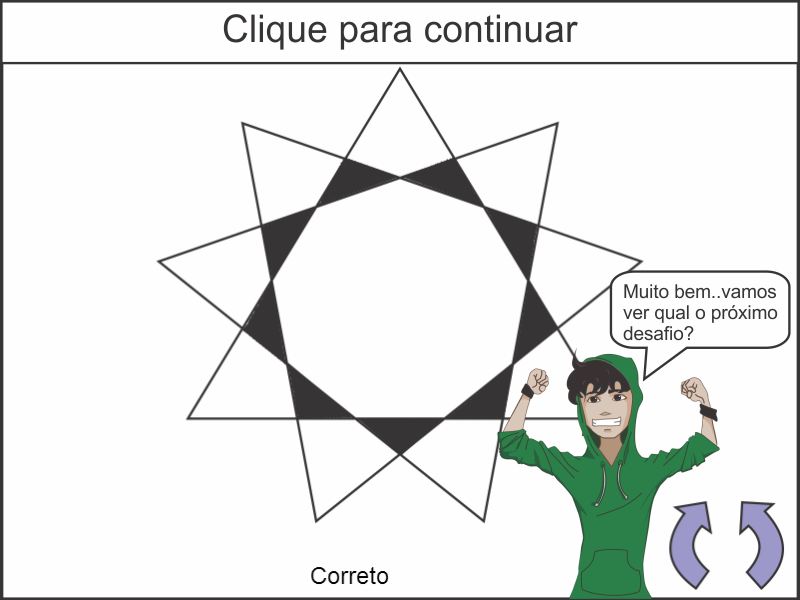 Clique para continuar
Muito bem..vamos
ver qual o próximo
desafio?
Correto